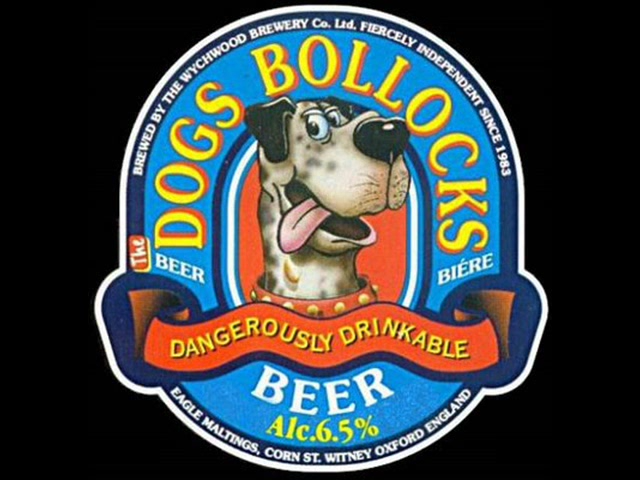 BREWED BY THE WYCHWOOD BREWERY Co. Ltd. FIERCELY INDEPENDENT SINCE 1983
The
DOGS BOLLOCKS
BEER
BIÉRE
DANGEROUSLY DRINKABLE
BEER
Alc.6.5%
EAGLE MALTINGS, CORN ST. WITNEY OXFORD ENGLAND